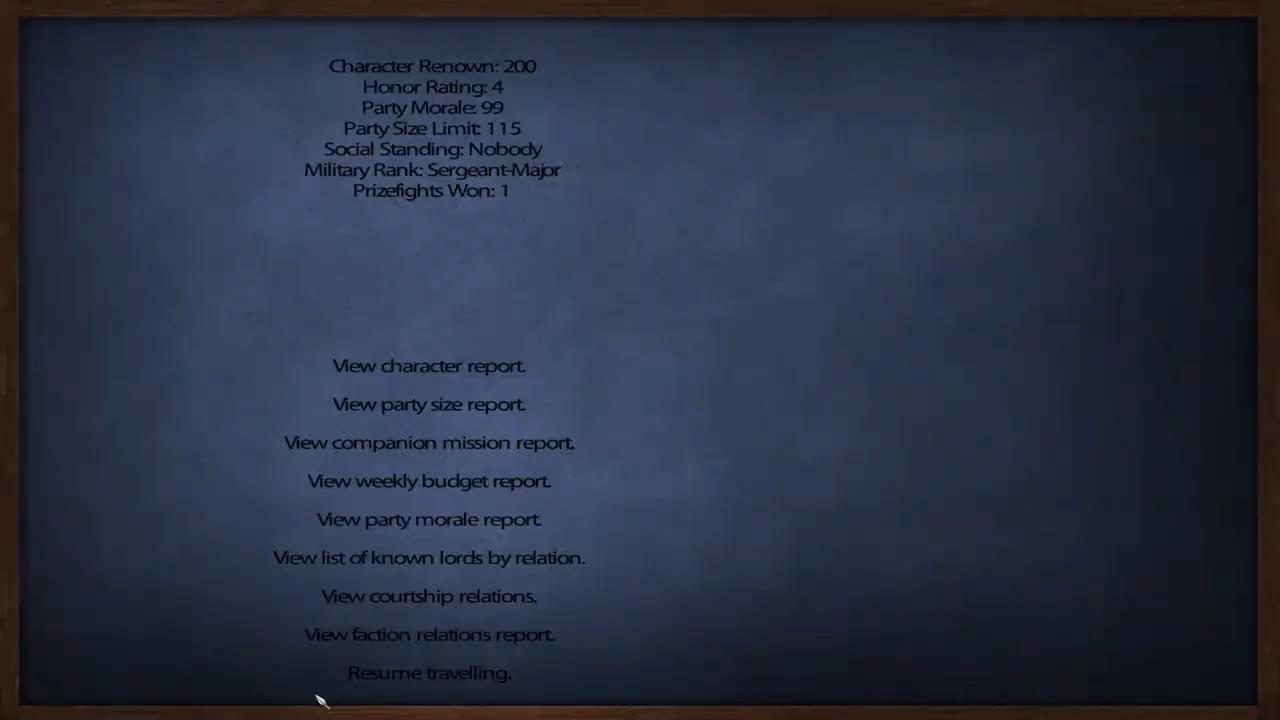 Character Renown: 200
Honor Rating: 4
Party Morale: 99
Party Size Limit: 115
Social Standing: Nobody
Military Rank: Sergeant-Major
Prizefights Won: 1
View character report.
View party size report.
View companion mission report.
View weekly budget report.
View party morale report.
View list of known lords by relation.
View courtship relations.
View faction relations report.
Resume travelling.